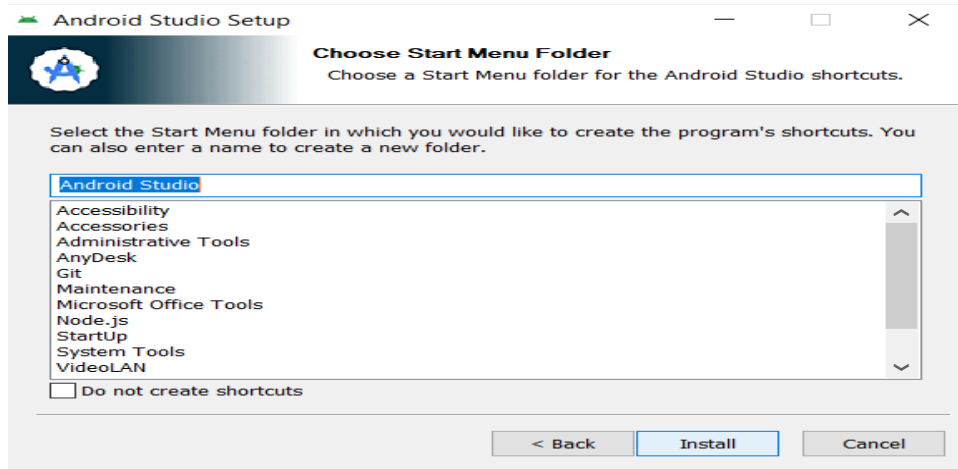 Android Studio Setup
Choose Start Menu Folder
Choose a Start Menu folder for the Android Studio shortcuts.
Select the Start Menu folder in which you would like to create the program's shortcuts. You
can also enter a name to create a new folder.
Android Studio
Accessibility
Accessories
Administrative Tools
AnyDesk
Git
Maintenance
Microsoft Office Tools
Node.js
StartUp
System Tools
VideoLAN
Do not create shortcuts
< Back
Install
Cancel